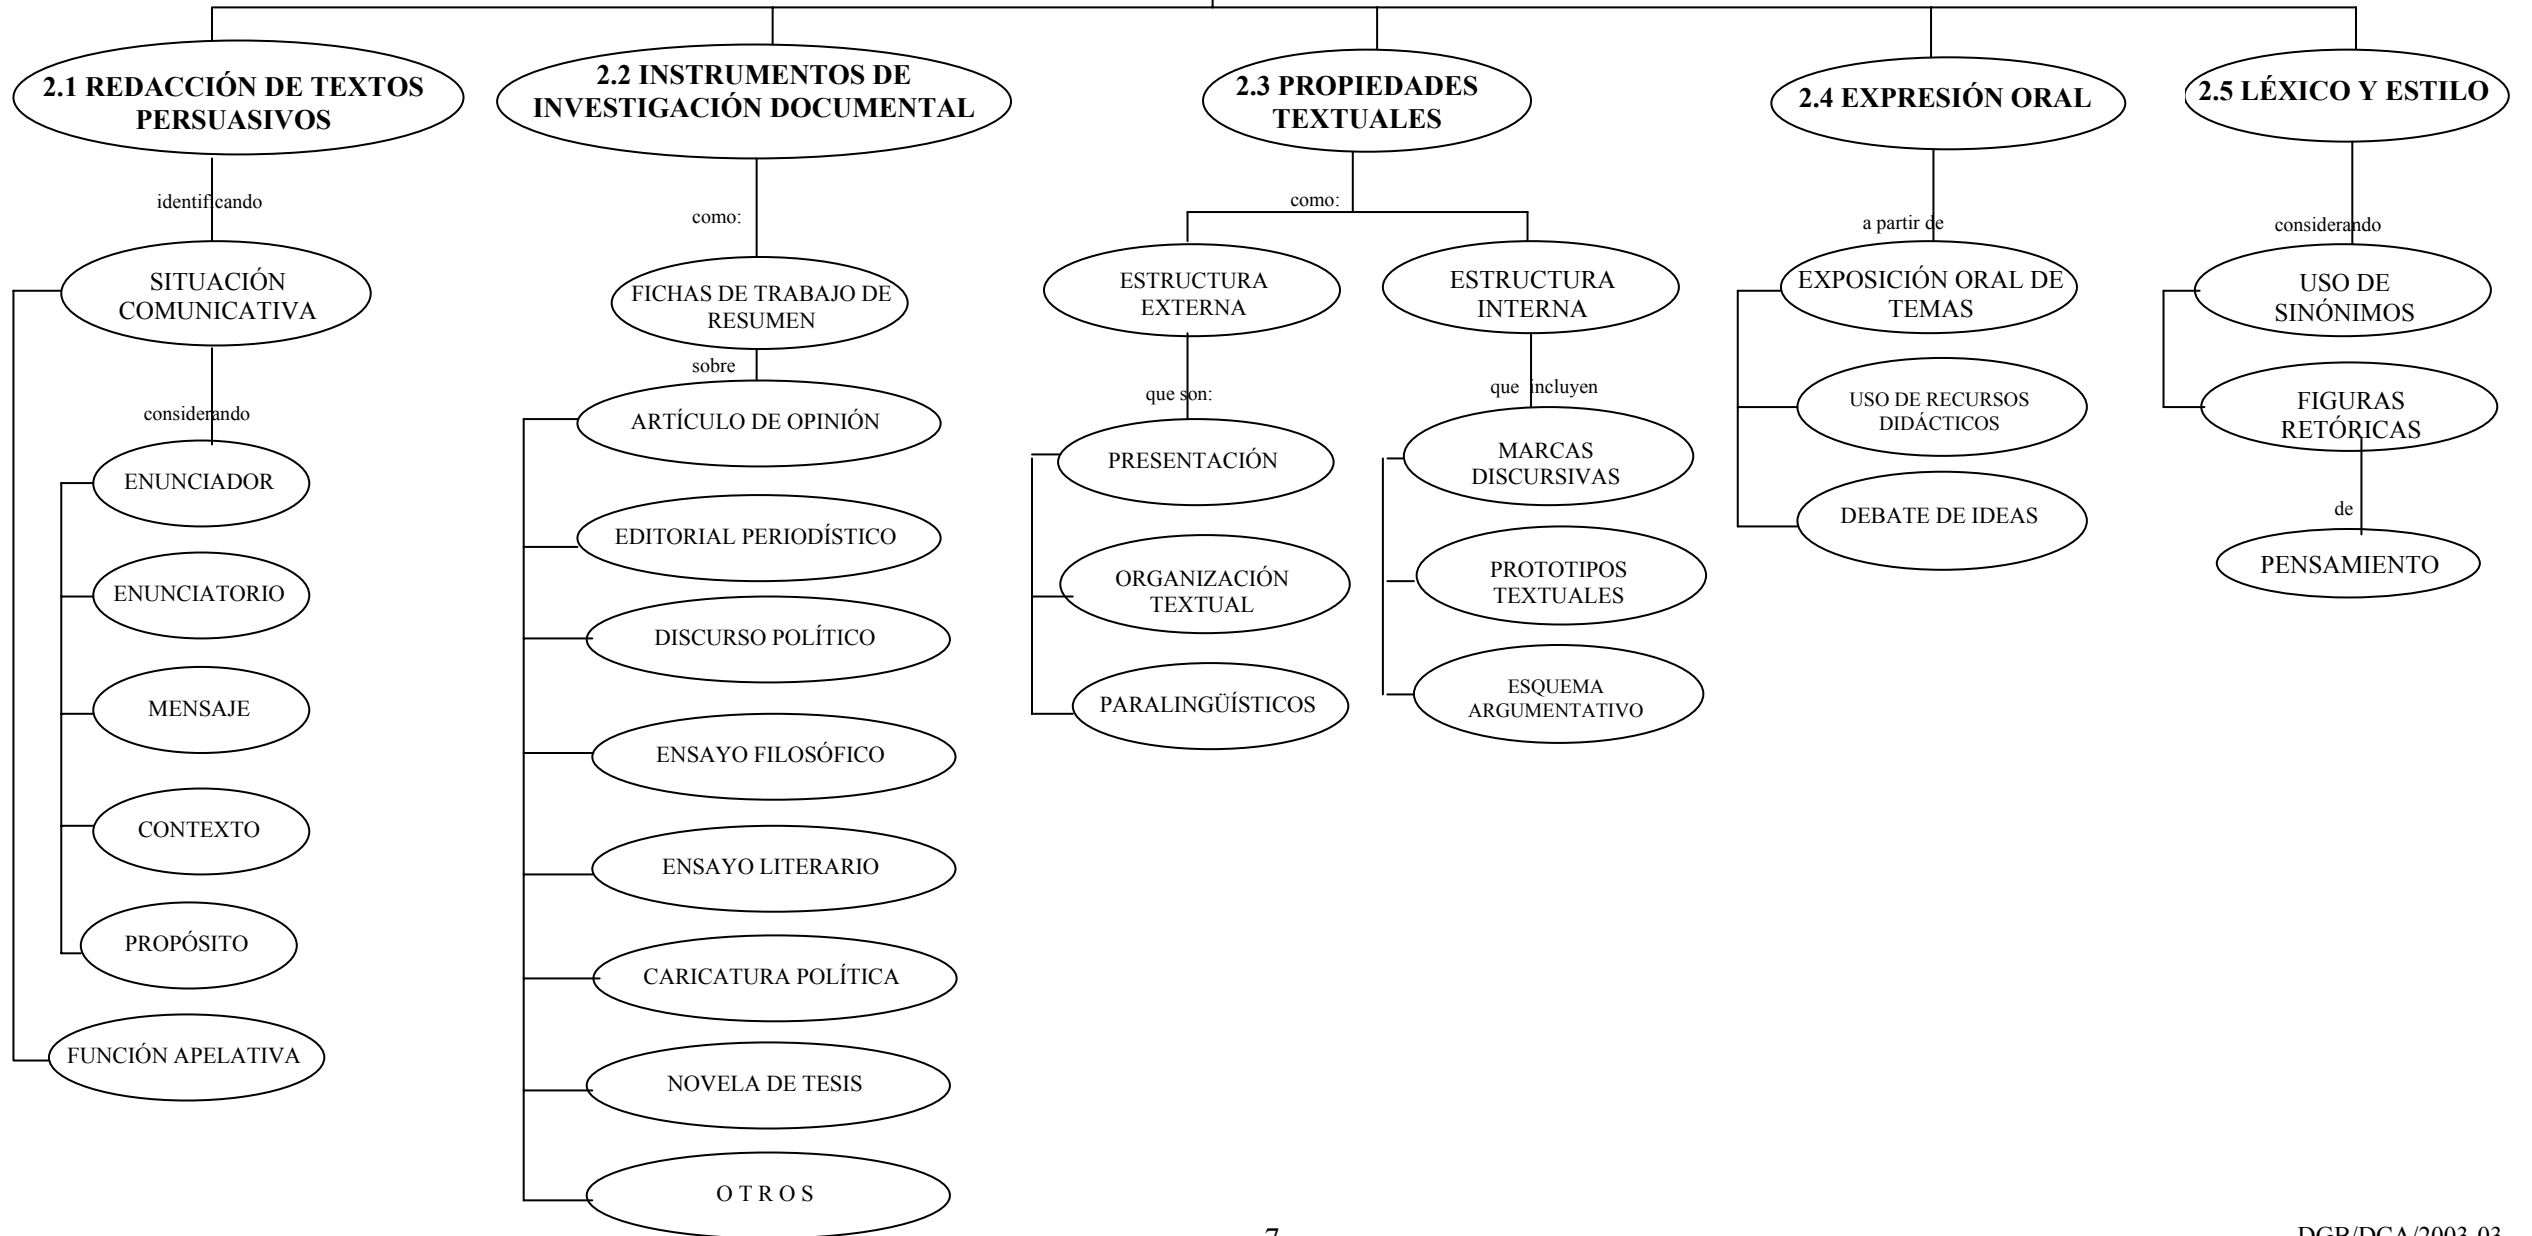 2.1 REDACCIÓN DE TEXTOS
PERSUASIVOS
identificando
SITUACIÓN
COMUNICATIVA
considerando
ENUNCIADOR
ENUNCIATORIO
MENSAJE
CONTEXTO
PROPÓSITO
FUNCIÓN APELATIVA
2.2 INSTRUMENTOS DE
INVESTIGACIÓN DOCUMENTAL
como:
FICHAS DE TRABAJO DE
RESUMEN
sobre
ARTÍCULO DE OPINIÓN
EDITORIAL PERIODÍSTICO
DISCURSO POLÍTICO
ENSAYO FILOSÓFICO
ENSAYO LITERARIO
CARICATURA POLÍTICA
NOVELA DE TESIS
O T R O S
2.3 PROPIEDADES
TEXTUALES
como:
ESTRUCTURA
EXTERNA
que son:
PRESENTACIÓN
ORGANIZACIÓN
TEXTUAL
PARALINGÜÍSTICOS
ESTRUCTURA
INTERNA
que incluyen
MARCAS
DISCURSIVAS
PROTOTIPOS
TEXTUALES
ESQUEMA
ARGUMENTATIVO
2.4 EXPRESIÓN ORAL
a partir de
EXPOSICIÓN ORAL DE
TEMAS
USO DE RECURSOS
DIDÁCTICOS
DEBATE DE IDEAS
2.5 LÉXICO Y ESTILO
considerando
USO DE
SINÓNIMOS
FIGURAS
RETÓRICAS
de
PENSAMIENTO
7
DGB/DCA/2003-03